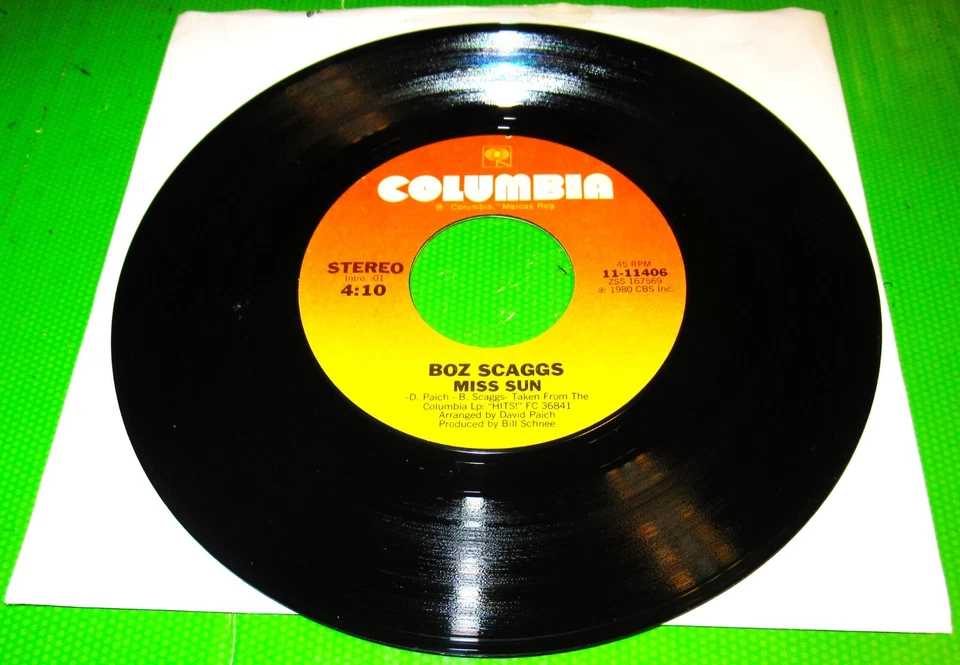 COLUMBIA
® "Columbia," Marcas Reg.
STEREO
Intro. :01
4:10
45 RPM
11-11406
ZSS 167569
℗ 1980 CBS Inc.
BOZ SCAGGS
MISS SUN
-D. Paich - B. Scaggs- Taken From The
Columbia Lp: "HITS!" FC 36841
Arranged by David Paich
Produced by Bill Schnee